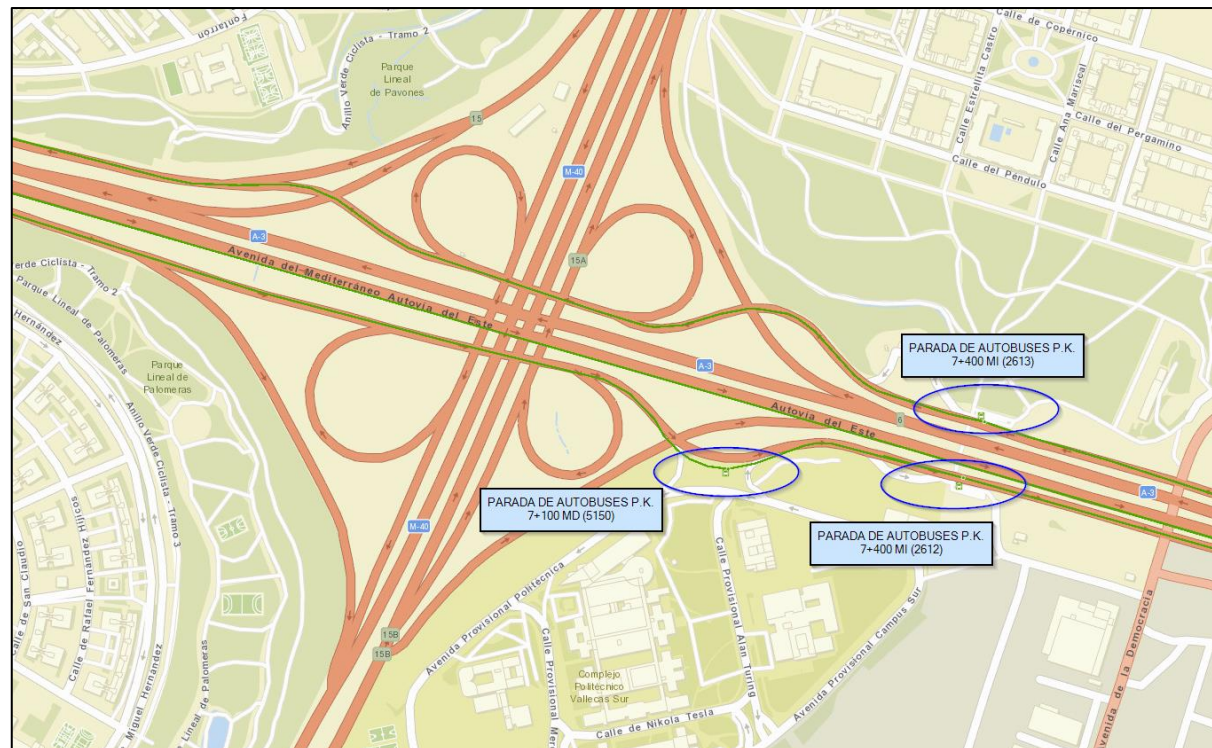 Fontarrón
Anillo Verde Ciclista - Tramo 2
Parque
Lineal
de Pavones
15
M-40
Calle de Copérnico
Calle Estrellita Castro
Calle Ana Mariscal
Calle del Pergamino
Calle del Péndulo
A-3
15A
Avenida del Mediterráneo Autovía del Este
erde Ciclista - Tramo 2
Parque Lineal de Palomeras
Hernández
Parque
Lineal de
Palomeras
Anillo Verde Ciclista - Tramo 3
PARADA DE AUTOBUSES P.K.
7+400 MI (2613)
A-3
6
Autovía del Este
A-3
PARADA DE AUTOBUSES P.K.
7+100 MD (5150)
PARADA DE AUTOBUSES P.K.
7+400 MI (2612)
M-40
Calle de San Claudio
Calle de Rafael Fernández Hijicos
Miguel Hernández
Lineal de Palomeras
15B
15B
Avenida Provisional Politécnica
Calle Provisional Mer
Calle Provisional Alan Turing
Avenida Provisional Campus Sur
Complejo
Politécnico
Vallecas Sur
Calle de Nikola Tesla
Avenida de la Democracia